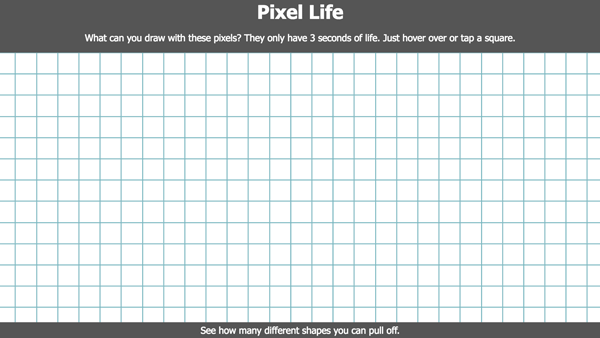 Pixel Life
What can you draw with these pixels? They only have 3 seconds of life. Just hover over or tap a square.
See how many different shapes you can pull off.